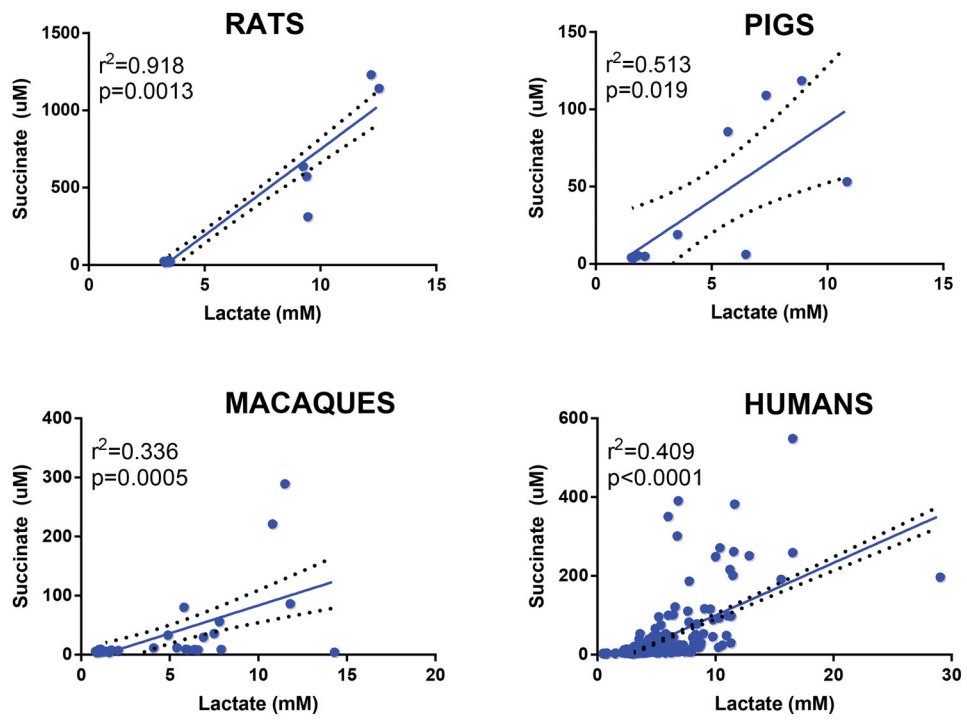 RATS
r²=0.918
p=0.0013
Succinate (uM)
1500
1000
500
0
0 5 10 15
Lactate (mM)
PIGS
r²=0.513
p=0.019
Succinate (uM)
150
100
50
0
0 5 10 15
Lactate (mM)
MACAQUES
r²=0.336
p=0.0005
Succinate (uM)
400
300
200
100
0
0 5 10 15 20
Lactate (mM)
HUMANS
r²=0.409
p<0.0001
Succinate (uM)
600
400
200
0
0 10 20 30
Lactate (mM)